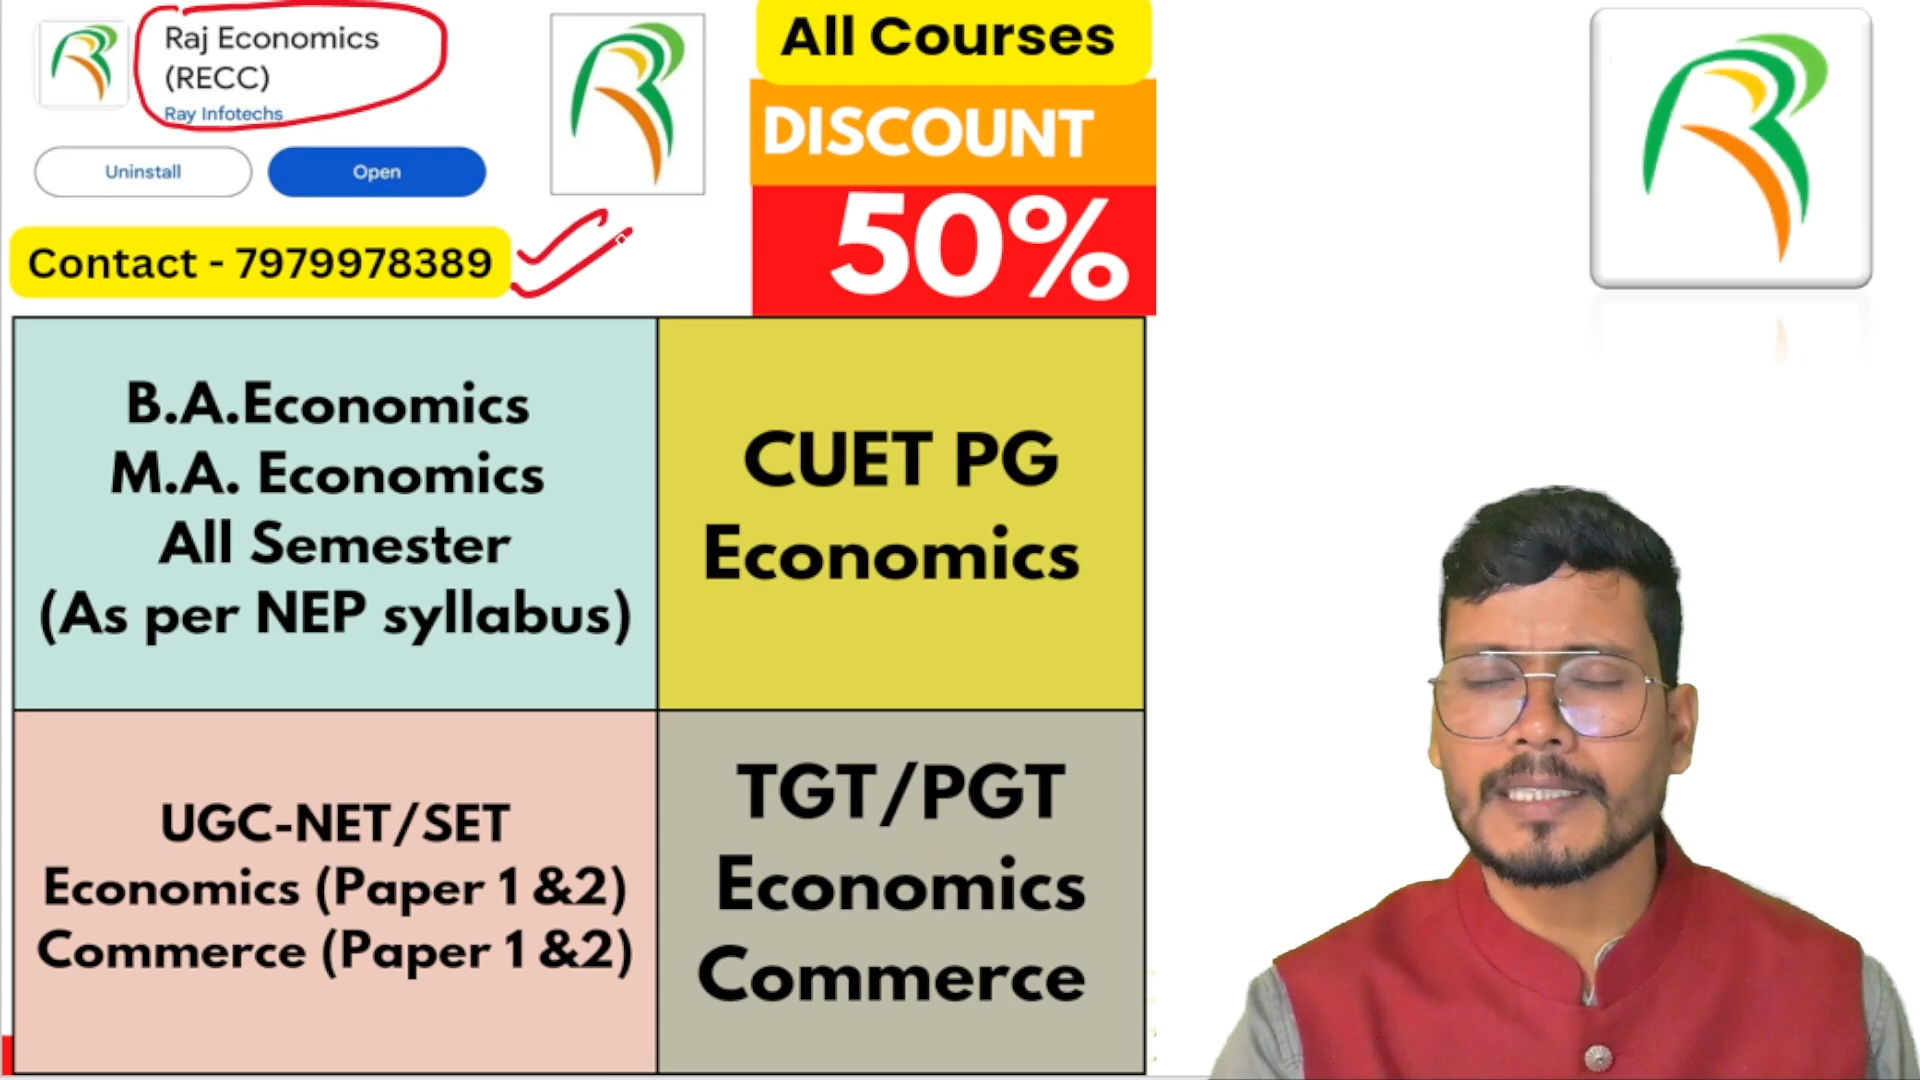 Raj Economics
(RECC)
Ray Infotechs
Uninstall
Open
Contact - 7979978389
All Courses
DISCOUNT
50%
B.A.Economics
M.A. Economics
All Semester
(As per NEP syllabus)
CUET PG
Economics
UGC-NET/SET
Economics (Paper 1 &2)
Commerce (Paper 1 &2)
TGT/PGT
Economics
Commerce